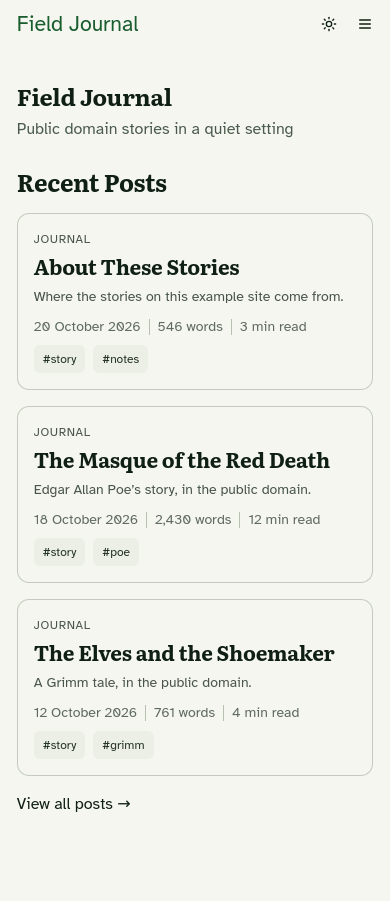 Field Journal
Field Journal
Public domain stories in a quiet setting
Recent Posts
JOURNAL
About These Stories
Where the stories on this example site come from.
20 October 2026 | 546 words | 3 min read
#story #notes
JOURNAL
The Masque of the Red Death
Edgar Allan Poe's story, in the public domain.
18 October 2026 | 2,430 words | 12 min read
#story #poe
JOURNAL
The Elves and the Shoemaker
A Grimm tale, in the public domain.
12 October 2026 | 761 words | 4 min read
#story #grimm
View all posts →